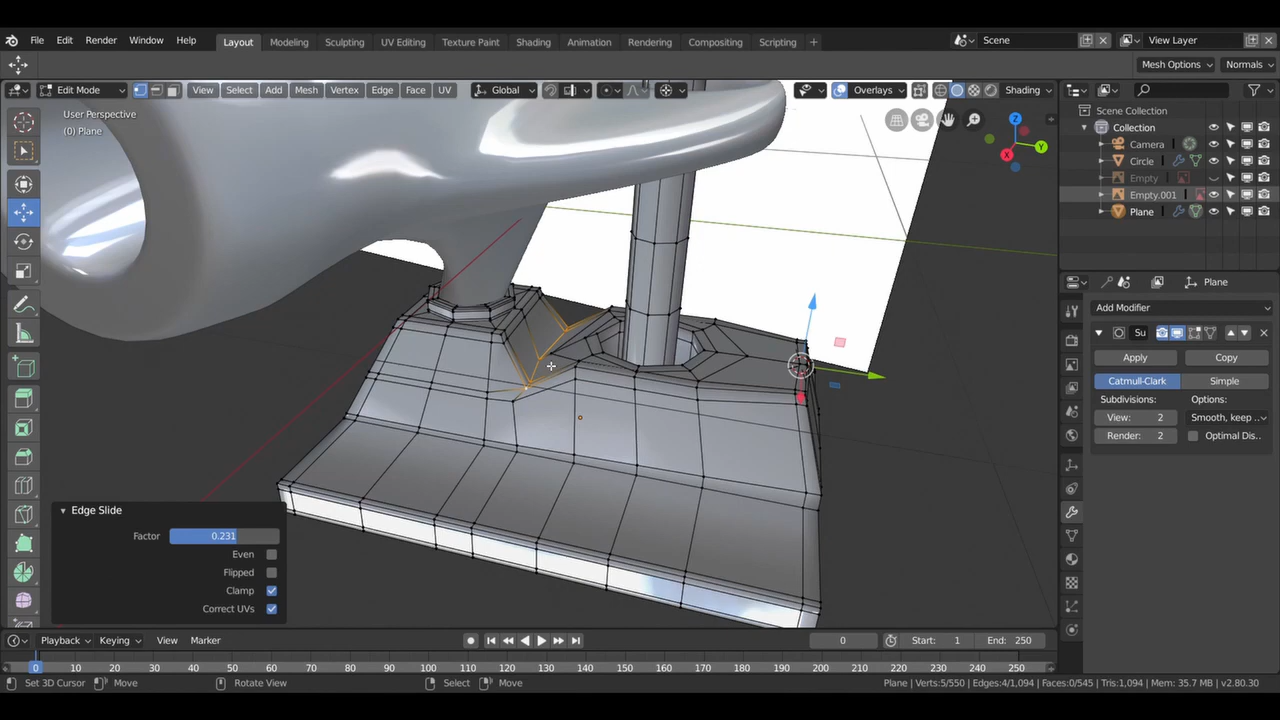 File Edit Render Window Help Layout Modeling Sculpting UV Editing Texture Paint Shading Animation Rendering Compositing Scripting + Scene View Layer
Mesh Options Normals
Edit Mode View Select Add Mesh Vertex Edge Face UV Global Overlays Shading
User Perspective
(0) Plane
Z
Y
X
Scene Collection
Collection
Camera
Circle
Empty
Empty.001
Plane
Plane
Add Modifier
Su
Apply Copy
Catmull-Clark Simple
Subdivisions: Options:
View: 2 Smooth, keep ..
Render: 2 Optimal Dis..
Edge Slide
Factor 0.231
Even
Flipped
Clamp
Correct UVs
Playback Keying View Marker 0 Start: 1 End: 250
0 10 20 30 40 50 60 70 80 90 100 110 120 130 140 150 160 170 180 190 200 210 220 230 240 250
Set 3D Cursor Move Rotate View Select Move Plane | Verts:5/550 | Edges:4/1,094 | Faces:0/545 | Tris:1,094 | Mem: 35.7 MB | v2.80.30